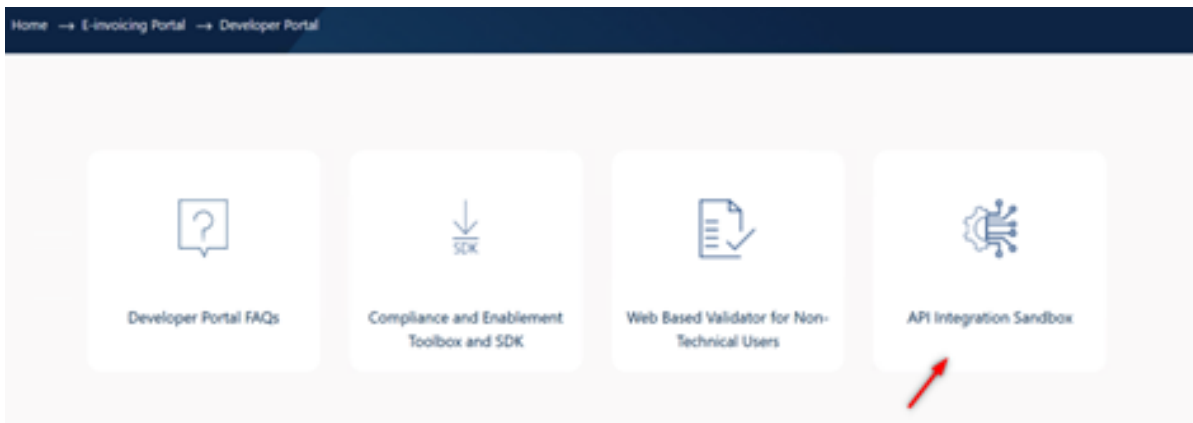 Home → E-invoicing Portal → Developer Portal
?
SDK
Developer Portal FAQs
Compliance and Enablement
Toolbox and SDK
Web Based Validator for Non-
Technical Users
API Integration Sandbox